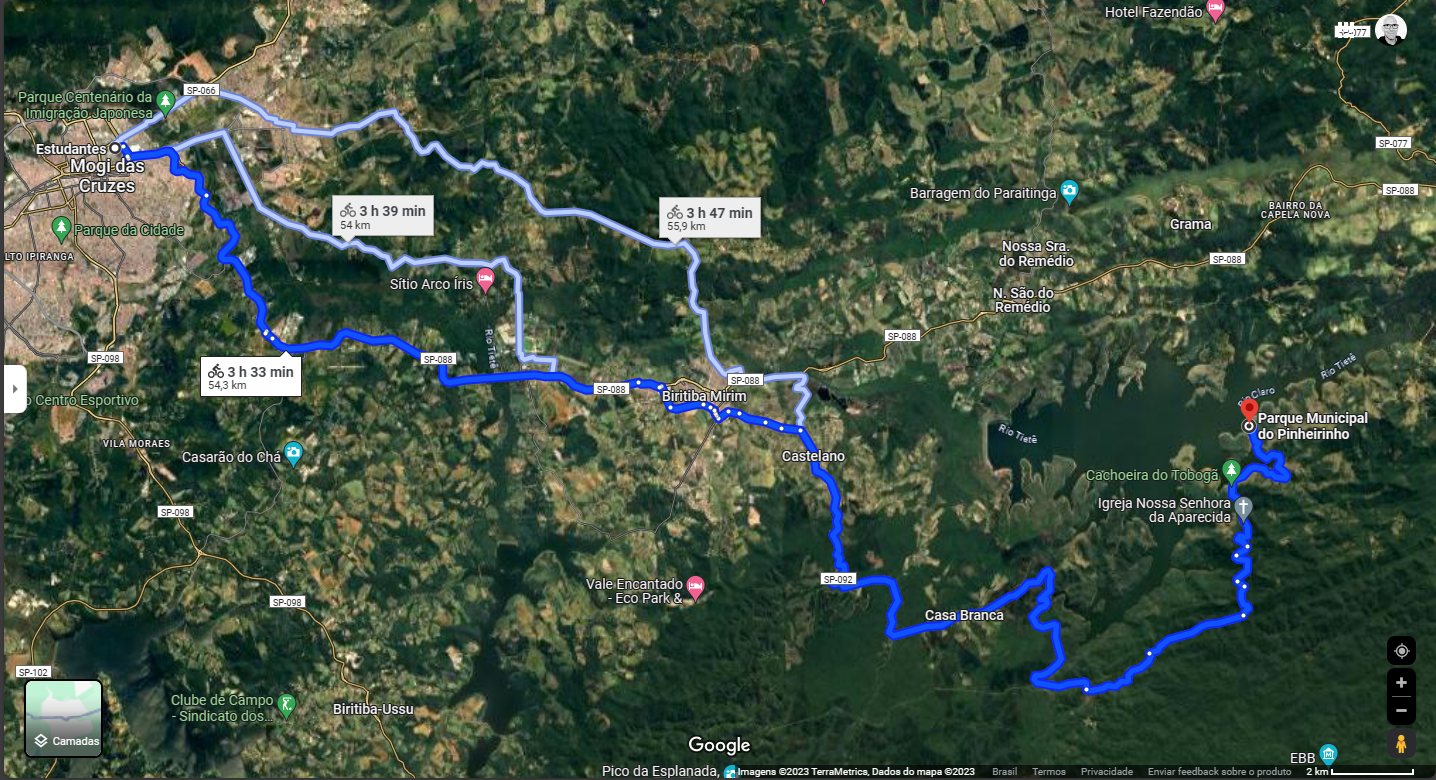 Hotel Fazendão
SP-077
SP-066
Parque Centenário da
Imigração Japonesa
Estudantes
Mogi das
Cruzes
SP-077
SP-088
Barragem do Paraitinga
3 h 39 min
54 km
3 h 47 min
55,9 km
BAIRRO DA
CAPELA NOVA
Grama
Parque da Cidade
LTO IPIRANGA
Nossa Sra.
do Remédio
SP-088
Sítio Arco Íris
N. São do
Remédio
Rio Tietê
SP-088
SP-098
SP-088
3 h 33 min
54,3 km
SP-088
SP-088
Rio Tietê
o Centro Esportivo
Biritiba Mirim
Rio Claro
Parque Municipal
do Pinheirinho
Rio Tietê
VILA MORAES
Casarão do Chá
Castelano
Cachoeira do Tobogã
Igreja Nossa Senhora
da Aparecida
SP-098
SP-092
Vale Encantado
- Eco Park &
SP-098
Casa Branca
SP-102
Clube de Campo
- Sindicato dos...
Biritiba-Ussu
Camadas
Google
EBB
Pico da Esplanada,
Imagens ©2023 TerraMetrics, Dados do mapa ©2023
Brasil
Termos
Privacidade
Enviar feedback sobre o produto
2 km